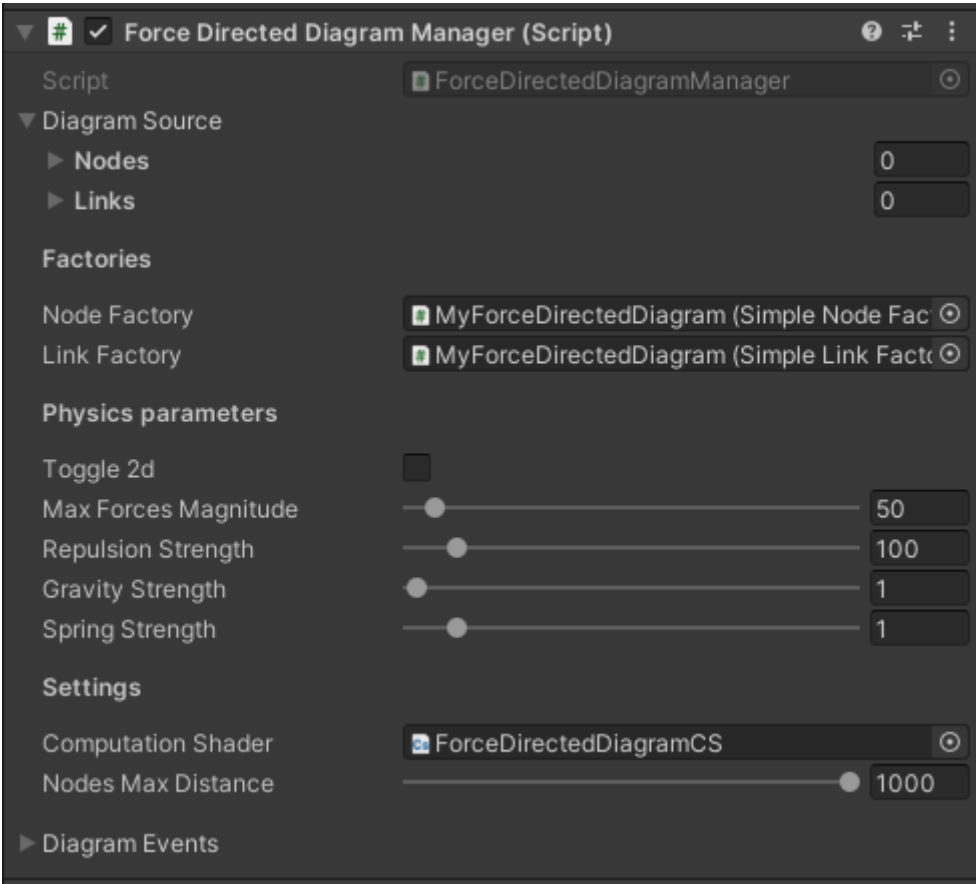 Force Directed Diagram Manager (Script)
Script ForceDirectedDiagramManager
Diagram Source
Nodes 0
Links 0
Factories
Node Factory MyForceDirectedDiagram (Simple Node Fac
Link Factory MyForceDirectedDiagram (Simple Link Facto
Physics parameters
Toggle 2d
Max Forces Magnitude 50
Repulsion Strength 100
Gravity Strength 1
Spring Strength 1
Settings
Computation Shader ForceDirectedDiagramCS
Nodes Max Distance 1000
Diagram Events